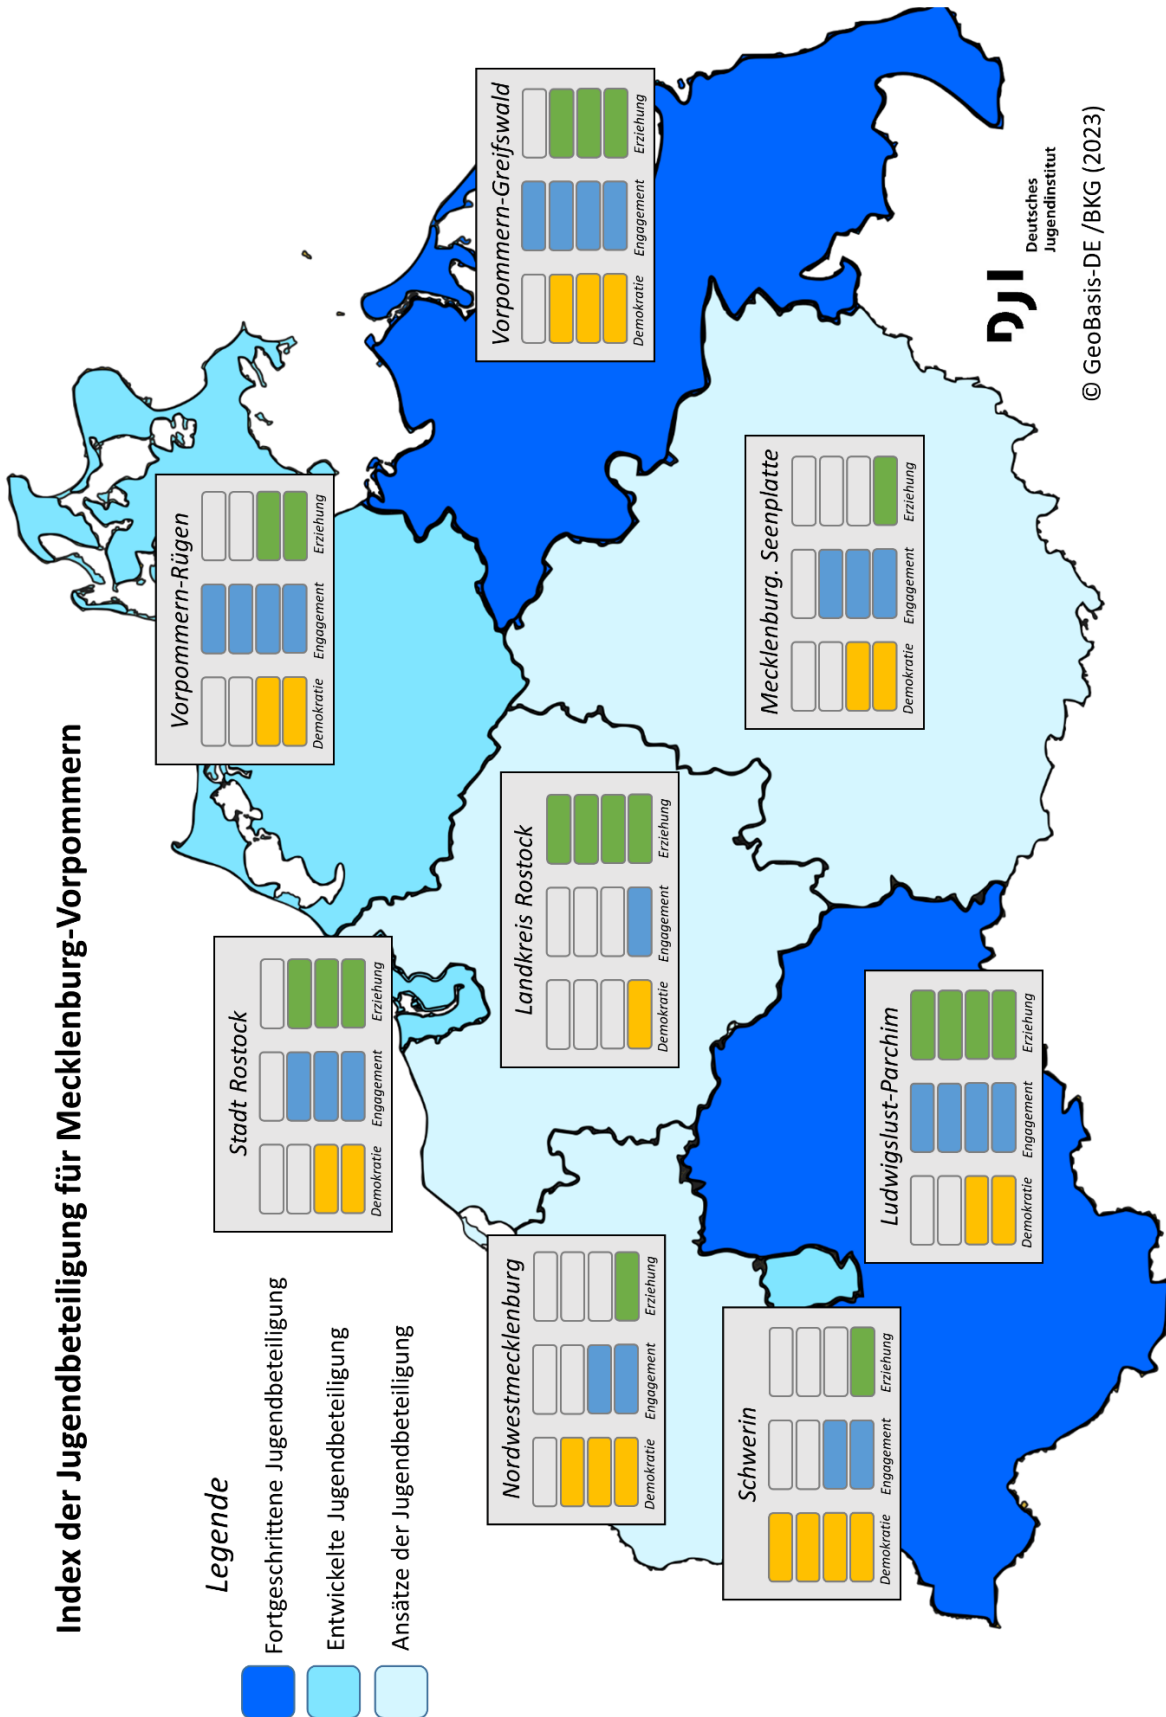 Index der Jugendbeteiligung für Mecklenburg-Vorpommern
Legende
Fortgeschrittene Jugendbeteiligung
Entwickelte Jugendbeteiligung
Ansätze der Jugendbeteiligung
Vorpommern-Rügen
Demokratie Engagement Erziehung
Stadt Rostock
Demokratie Engagement Erziehung
Vorpommern-Greifswald
Demokratie Engagement Erziehung
Nordwestmecklenburg
Demokratie Engagement Erziehung
Landkreis Rostock
Demokratie Engagement Erziehung
Schwerin
Demokratie Engagement Erziehung
Mecklenburg. Seenplatte
Demokratie Engagement Erziehung
Ludwigslust-Parchim
Demokratie Engagement Erziehung
DJI
Deutsches
Jugendinstitut
© GeoBasis-DE /BKG (2023)